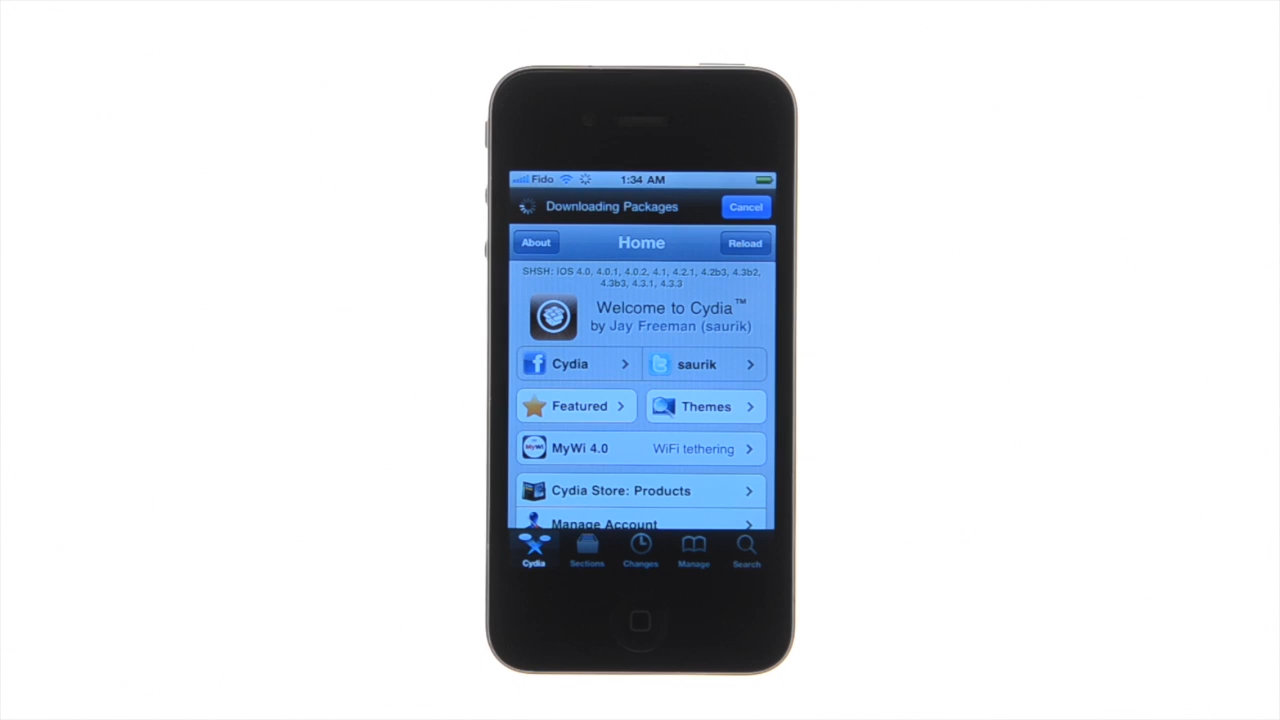 Fido 1:34 AM
Downloading Packages Cancel
About Home Reload
SHSH: iOS 4.0, 4.0.1, 4.0.2, 4.1, 4.2.1, 4.2b3, 4.3b2,
4.3b3, 4.3.1, 4.3.3
Welcome to Cydia™
by Jay Freeman (saurik)
Cydia saurik
Featured Themes
MyWi MyWi 4.0 WiFi tethering
Cydia Store: Products
Manage Account
Cydia Sections Changes Manage Search